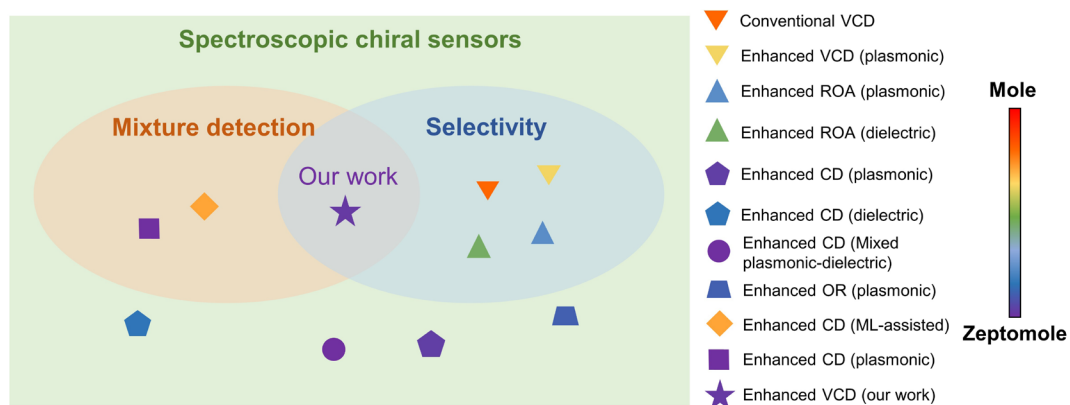 Spectroscopic chiral sensors
Mixture detection
Selectivity
Our work
Conventional VCD
Enhanced VCD (plasmonic)
Enhanced ROA (plasmonic)
Enhanced ROA (dielectric)
Enhanced CD (plasmonic)
Enhanced CD (dielectric)
Enhanced CD (Mixed
plasmonic-dielectric)
Enhanced OR (plasmonic)
Enhanced CD (ML-assisted)
Enhanced CD (plasmonic)
Enhanced VCD (our work)
Mole
Zeptomole